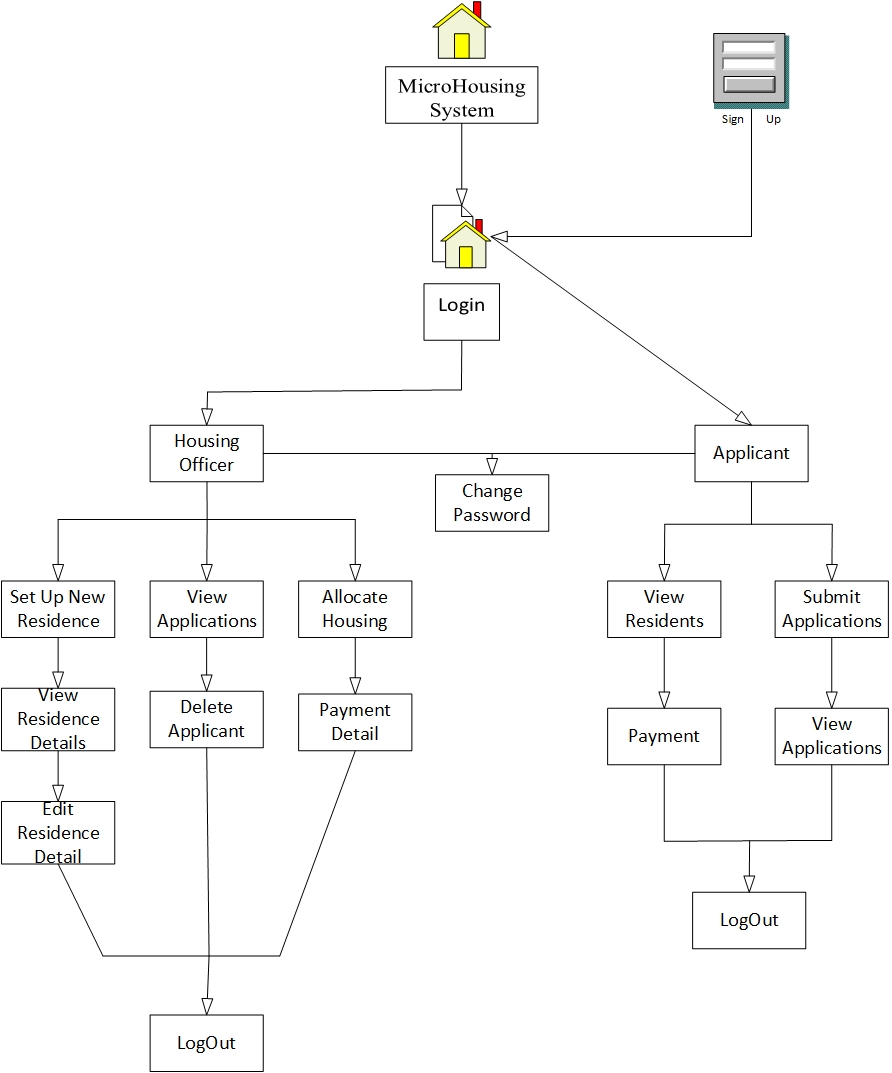 MicroHousing
System
Sign Up
Login
Housing
Officer
Applicant
Change
Password
Set Up New
Residence
View
Applications
Allocate
Housing
View
Residents
Submit
Applications
View
Residence
Details
Delete
Applicant
Payment
Detail
Payment
View
Applications
Edit
Residence
Detail
LogOut
LogOut